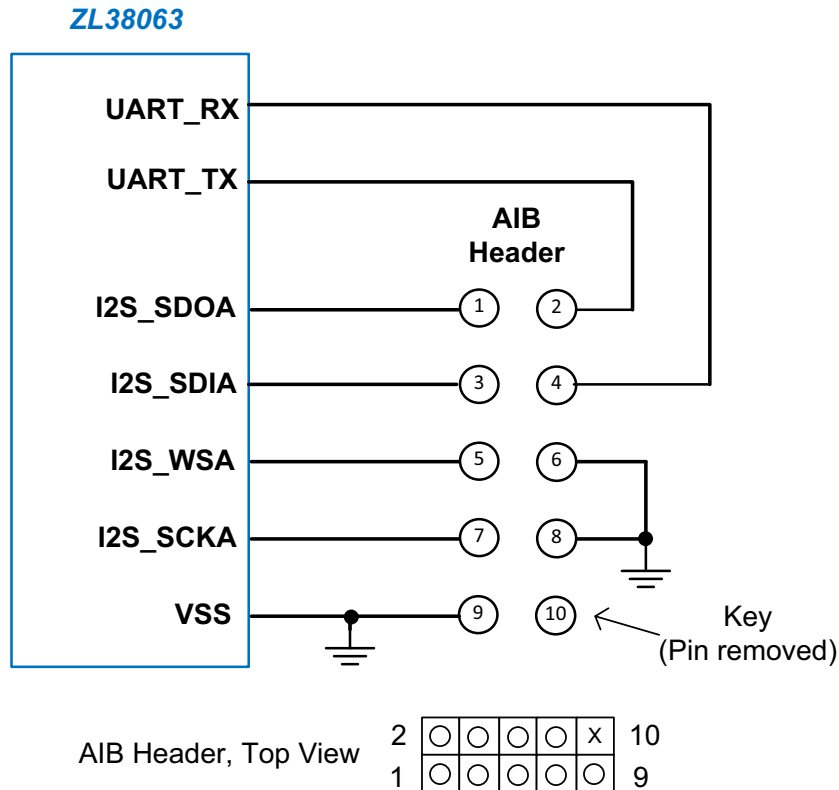 ZL38063
UART_RX
UART_TX
AIB
Header
I2S_SDOA
1
2
I2S_SDIA
3
4
I2S_WSA
5
6
I2S_SCKA
7
8
VSS
9
10
Key
(Pin removed)
AIB Header, Top View
2
X
10
1
9